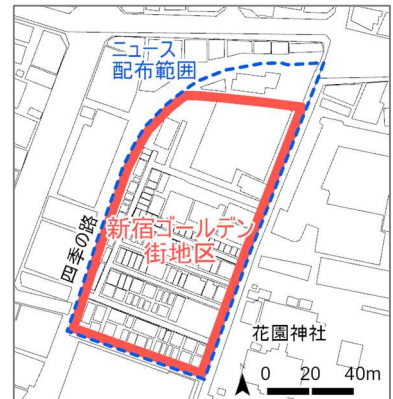 ニュース
配布範囲
新宿ゴールデン
街地区
四季の路
花園神社
0 20 40m